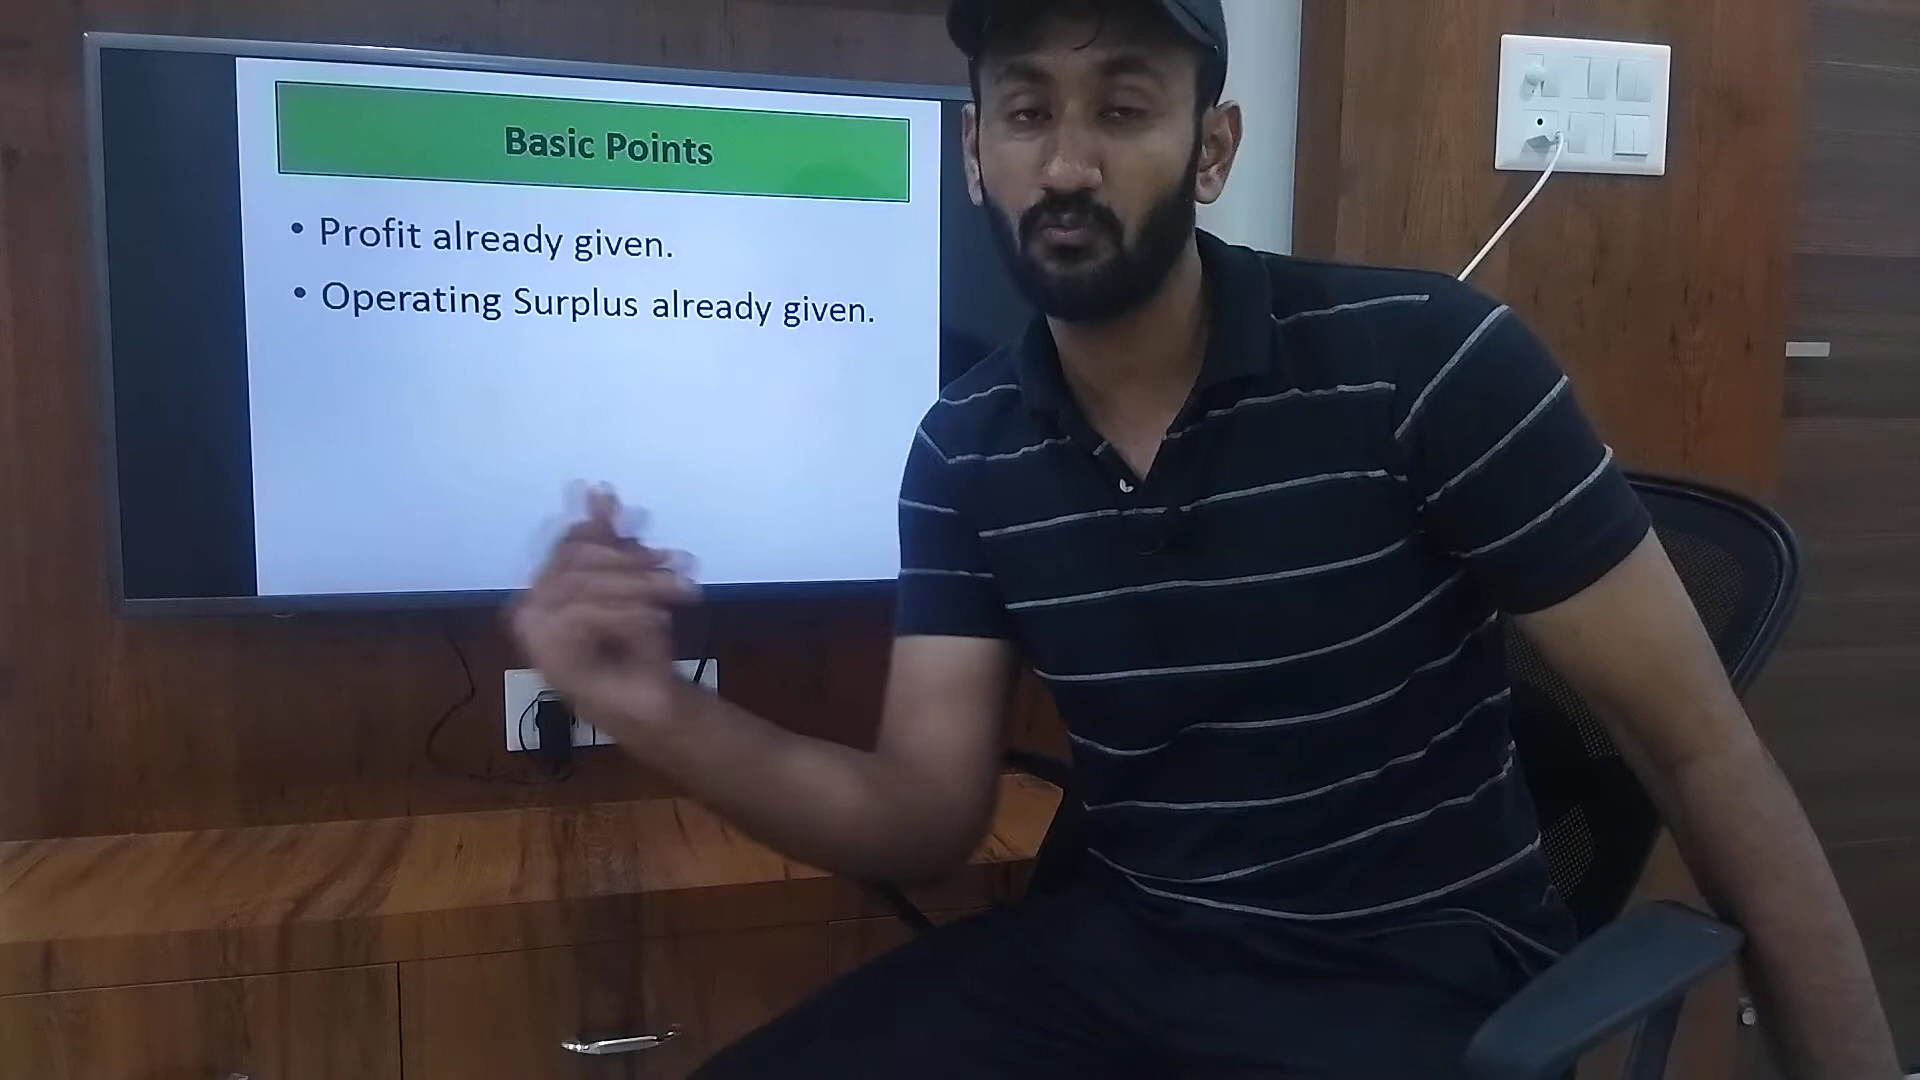 Basic Points
• Profit already given.
• Operating Surplus already given.